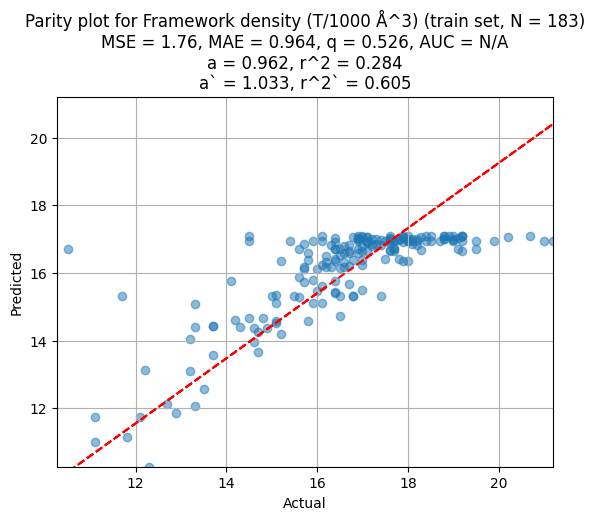 Parity plot for Framework density (T/1000 Å^3) (train set, N = 183)
MSE = 1.76, MAE = 0.964, q = 0.526, AUC = N/A
a = 0.962, r^2 = 0.284
a` = 1.033, r^2` = 0.605
20
18
16
14
12
Predicted
12 14 16 18 20
Actual